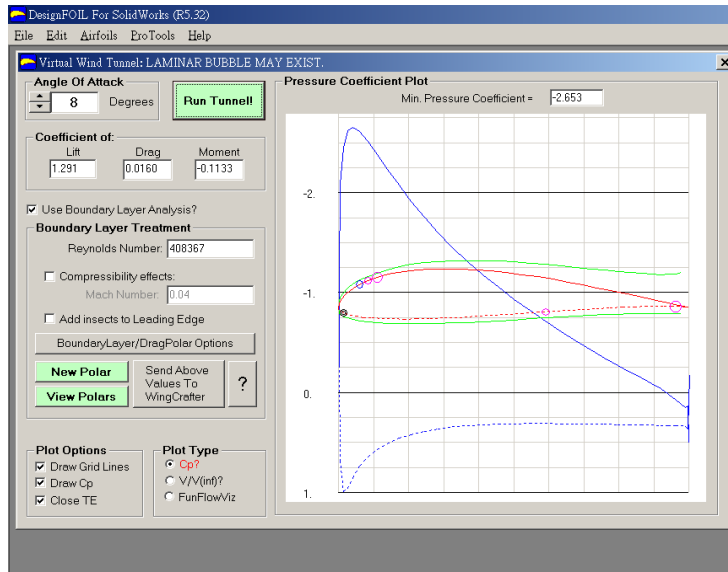 DesignFOIL For SolidWorks (R5.32)
File Edit Airfoils ProTools Help
Virtual Wind Tunnel: LAMINAR BUBBLE MAY EXIST.
Angle Of Attack
8 Degrees
Run Tunnel!
Coefficient of:
Lift Drag Moment
1.291 0.0160 -0.1133
Use Boundary Layer Analysis?
Boundary Layer Treatment
Reynolds Number: 408367
Compressibility effects:
Mach Number: 0.04
Add insects to Leading Edge
BoundaryLayer/DragPolar Options
New Polar
View Polars
Send Above
Values To
WingCrafter
?
Plot Options
Draw Grid Lines
Draw Cp
Close TE
Plot Type
Cp?
V/V(inf)?
FunFlowViz
Pressure Coefficient Plot
Min. Pressure Coefficient = -2.653
-2.
-1.
0.
1.